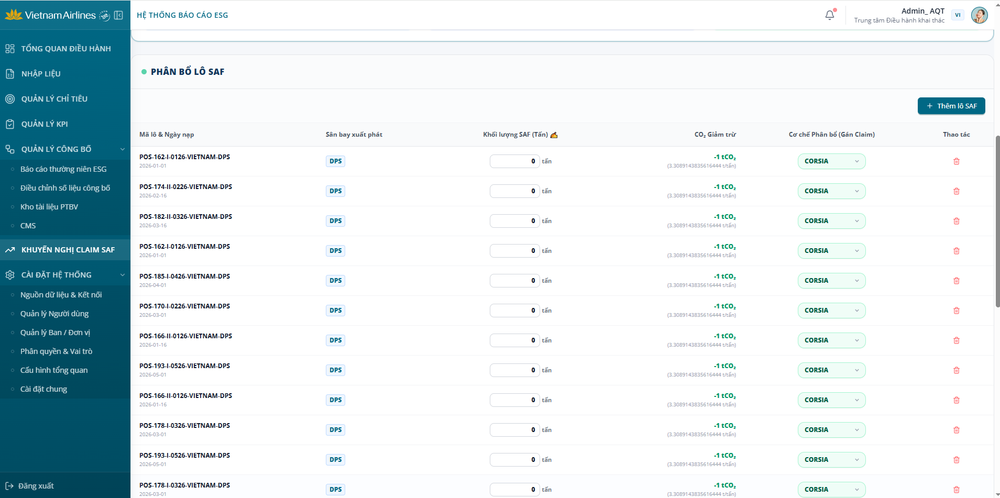 Vietnam Airlines
HỆ THỐNG BÁO CÁO ESG
Admin_ AQT
Trung tâm Điều hành khai thác
VI
TỔNG QUAN ĐIỀU HÀNH
NHẬP LIỆU
QUẢN LÝ CHỈ TIÊU
QUẢN LÝ KPI
QUẢN LÝ CÔNG BỐ
Báo cáo thường niên ESG
Điều chỉnh số liệu công bố
Kho tài liệu PTBV
CMS
KHUYẾN NGHỊ CLAIM SAF
CÀI ĐẶT HỆ THỐNG
Nguồn dữ liệu & Kết nối
Quản lý Người dùng
Quản lý Ban / Đơn vị
Phân quyền & Vai trò
Cấu hình tổng quan
Cài đặt chung
Đăng xuất
PHÂN BỔ LÔ SAF
+ Thêm lô SAF
Mã lô & Ngày nạp Sân bay xuất phát Khối lượng SAF (Tấn) ✍ CO₂ Giảm trừ Cơ chế Phân bổ (Gán Claim) Thao tác
POS-162-I-0126-VIETNAM-DPS DPS 0 tấn -1 tCO₂ CORSIA
2026-01-01 (3.3089143835616444 t/tấn)
POS-174-II-0226-VIETNAM-DPS DPS 0 tấn -1 tCO₂ CORSIA
2026-02-16 (3.3089143835616444 t/tấn)
POS-182-II-0326-VIETNAM-DPS DPS 0 tấn -1 tCO₂ CORSIA
2026-03-16 (3.3089143835616444 t/tấn)
POS-162-I-0126-VIETNAM-DPS DPS 0 tấn -1 tCO₂ CORSIA
2026-01-01 (3.3089143835616444 t/tấn)
POS-185-I-0426-VIETNAM-DPS DPS 0 tấn -1 tCO₂ CORSIA
2026-04-01 (3.3089143835616444 t/tấn)
POS-170-I-0226-VIETNAM-DPS DPS 0 tấn -1 tCO₂ CORSIA
2026-03-01 (3.3089143835616444 t/tấn)
POS-166-II-0126-VIETNAM-DPS DPS 0 tấn -1 tCO₂ CORSIA
2026-01-16 (3.3089143835616444 t/tấn)
POS-193-I-0526-VIETNAM-DPS DPS 0 tấn -1 tCO₂ CORSIA
2026-05-01 (3.3089143835616444 t/tấn)
POS-166-II-0126-VIETNAM-DPS DPS 0 tấn -1 tCO₂ CORSIA
2026-01-16 (3.3089143835616444 t/tấn)
POS-178-I-0326-VIETNAM-DPS DPS 0 tấn -1 tCO₂ CORSIA
2026-03-01 (3.3089143835616444 t/tấn)
POS-193-I-0526-VIETNAM-DPS DPS 0 tấn -1 tCO₂ CORSIA
2026-05-01 (3.3089143835616444 t/tấn)
POS-178-I-0326-VIETNAM-DPS DPS 0 tấn -1 tCO₂ CORSIA
2026-03-01 (3.3089143835616444 t/tấn)